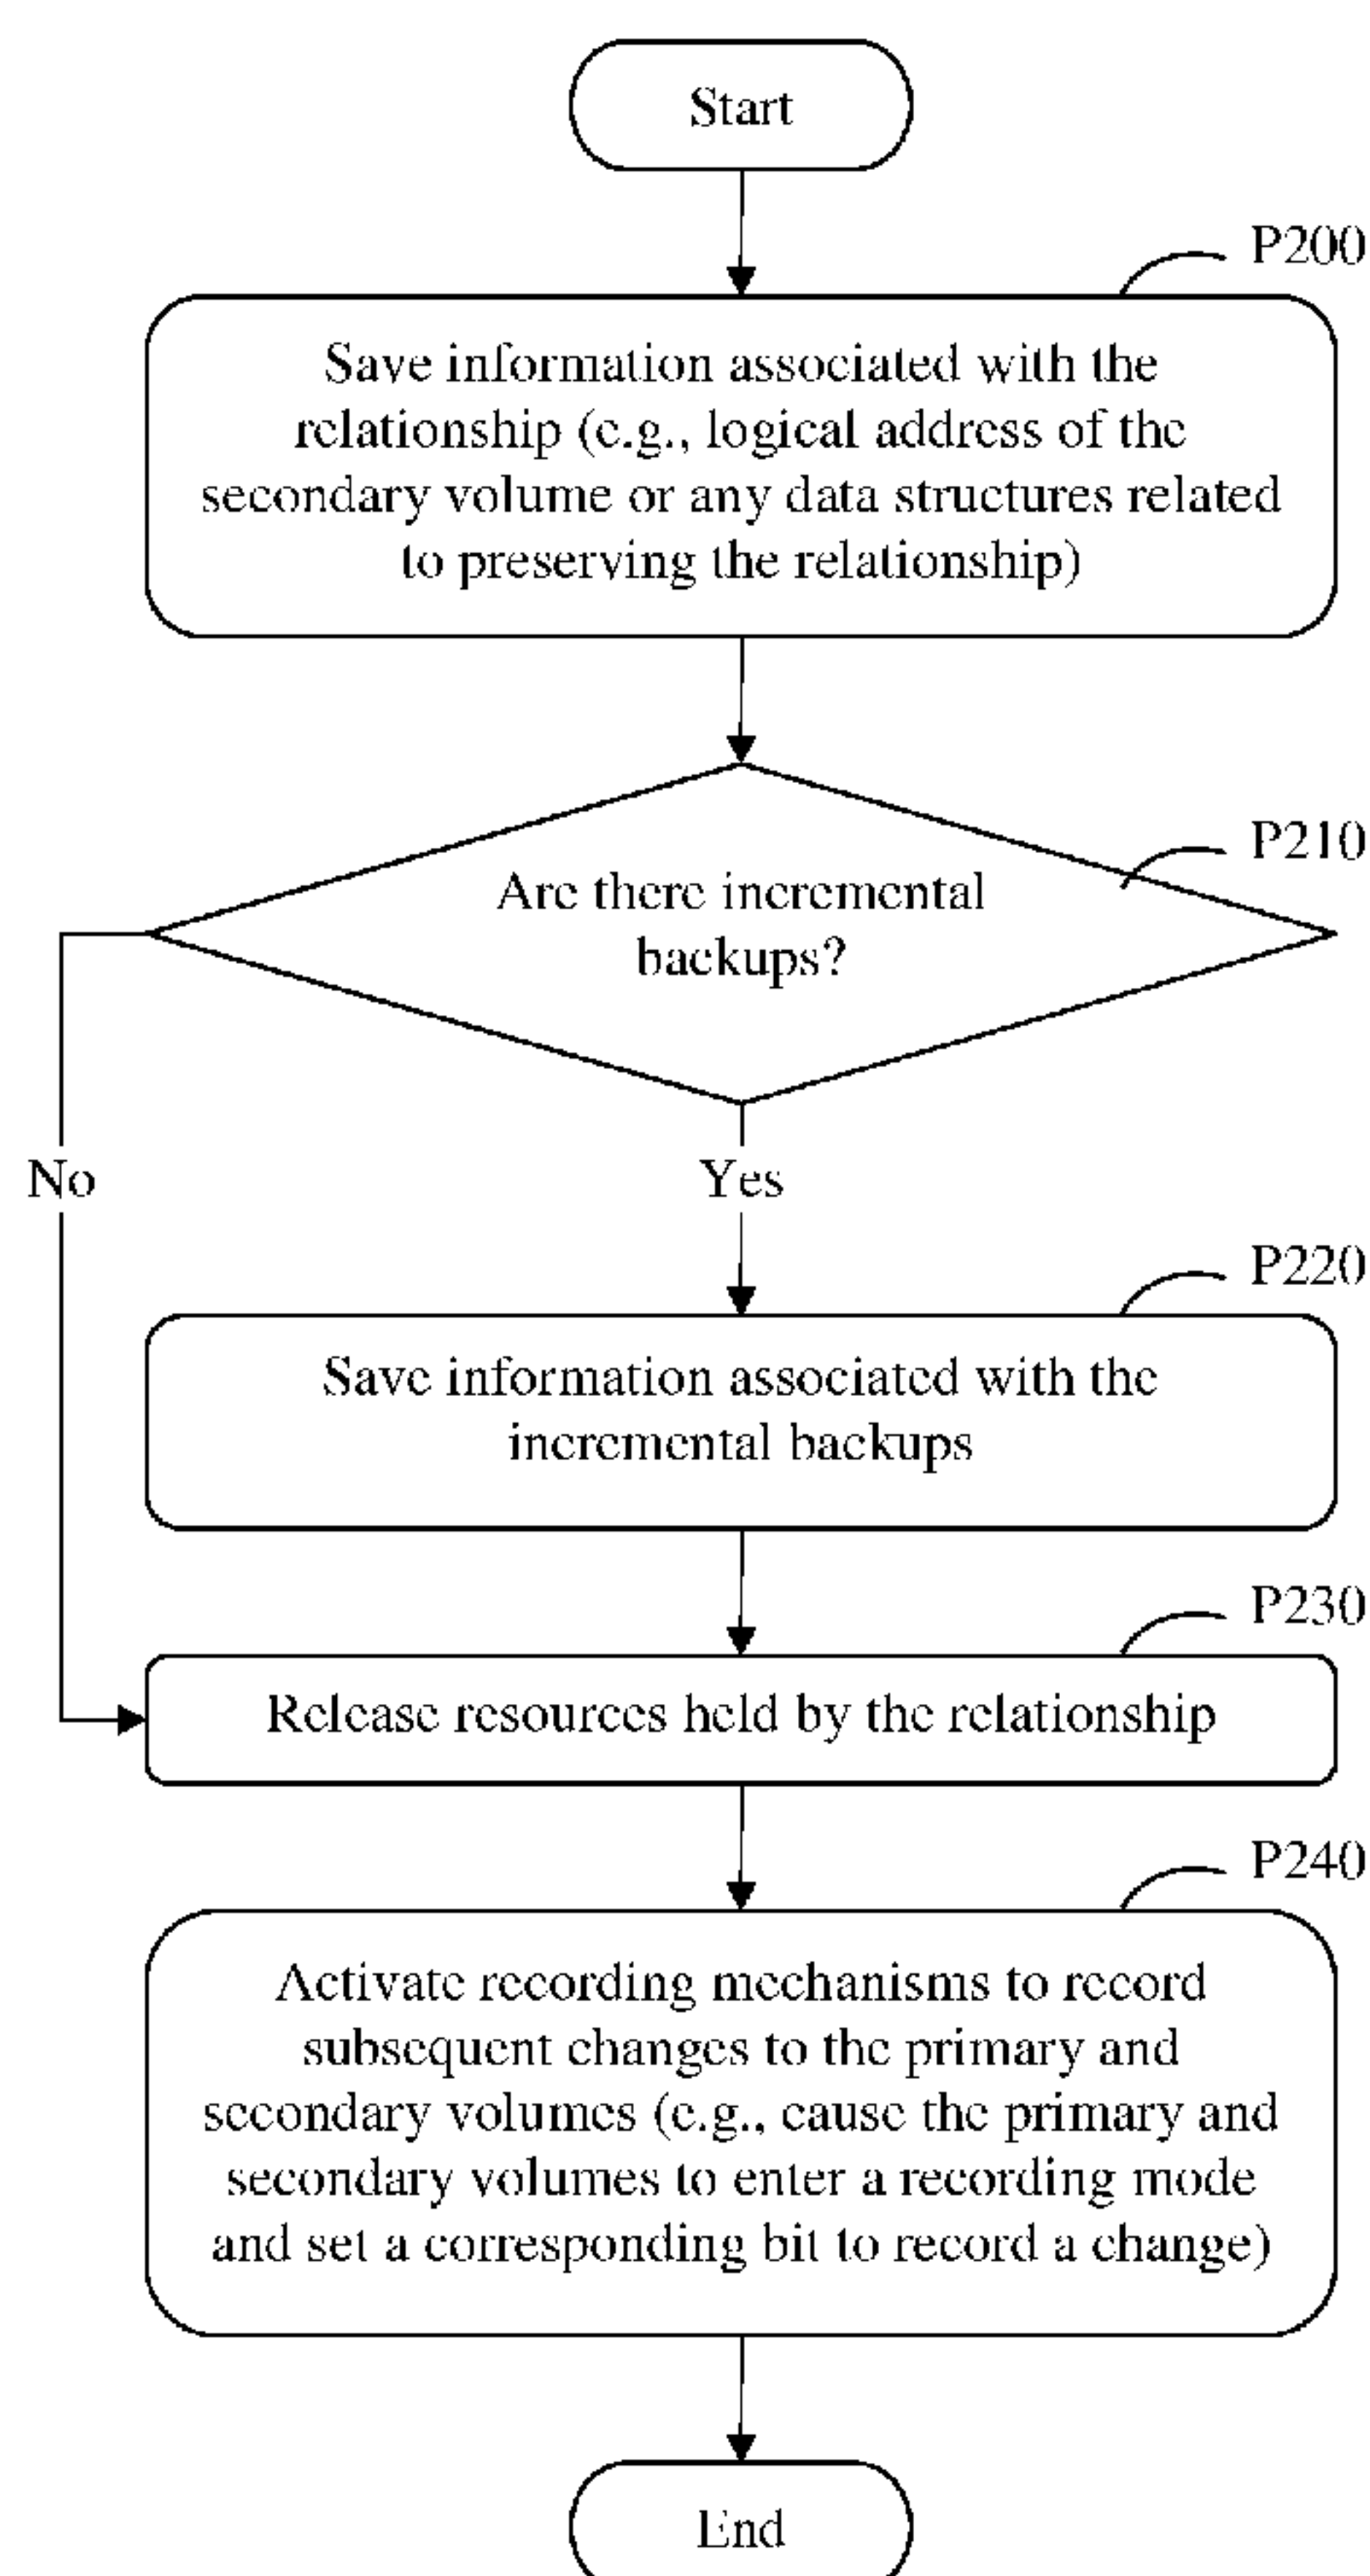 Start
P200
Save information associated with the
relationship (e.g., logical address of the
secondary volume or any data structures related
to preserving the relationship)
P210
Are there incremental
backups?
No
Yes
P220
Save information associated with the
incremental backups
P230
Release resources held by the relationship
P240
Activate recording mechanisms to record
subsequent changes to the primary and
secondary volumes (e.g., cause the primary and
secondary volumes to enter a recording mode
and set a corresponding bit to record a change)
End